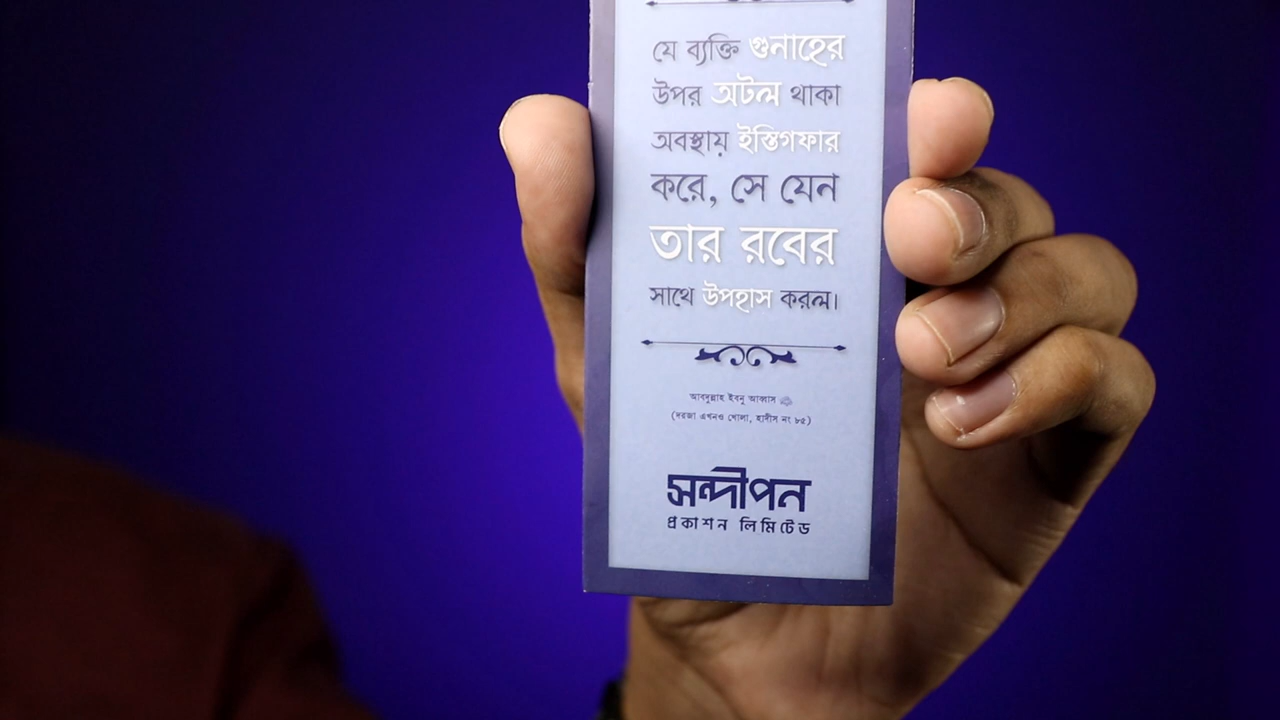 যে ব্যক্তি গুনাহের
উপর অটল থাকা
অবস্থায় ইস্তিগফার
করে, সে যেন
তার রবের
সাথে উপহাস করল।
আবদুল্লাহ ইবনু আব্বাস
(দরজা এখনও খোলা, হাদীস নং ৮৫)
সন্দীপন
প্রকাশন লিমিটেড